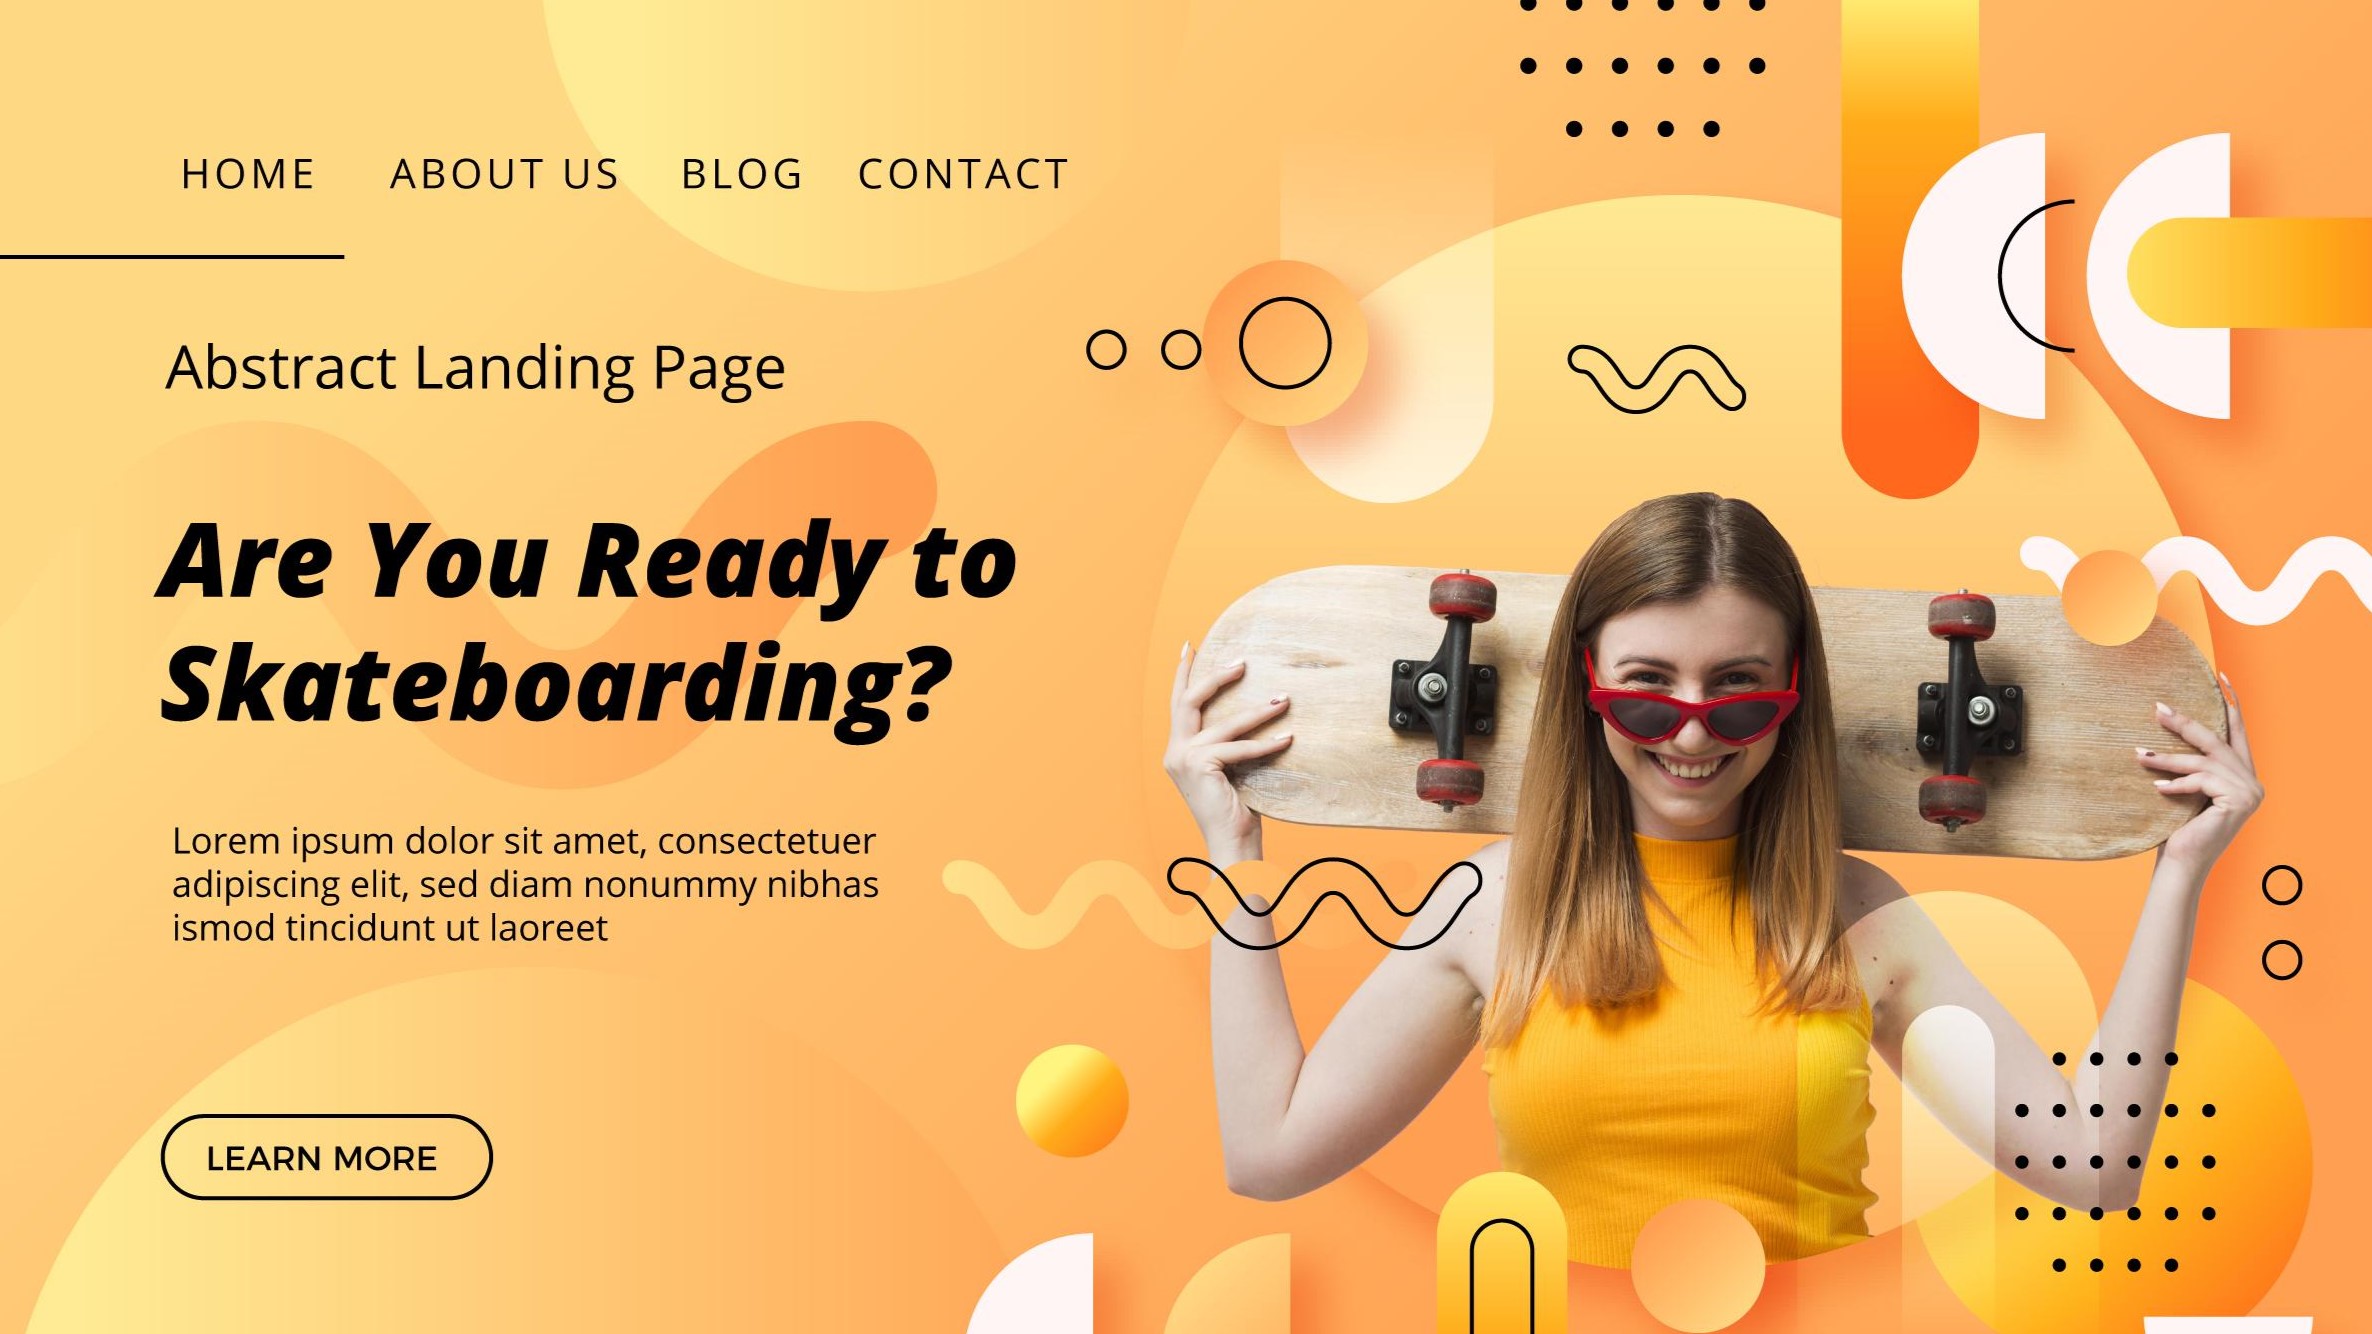 HOME ABOUT US BLOG CONTACT
Abstract Landing Page
Are You Ready to
Skateboarding?
Lorem ipsum dolor sit amet, consectetuer
adipiscing elit, sed diam nonummy nibhas
ismod tincidunt ut laoreet
LEARN MORE